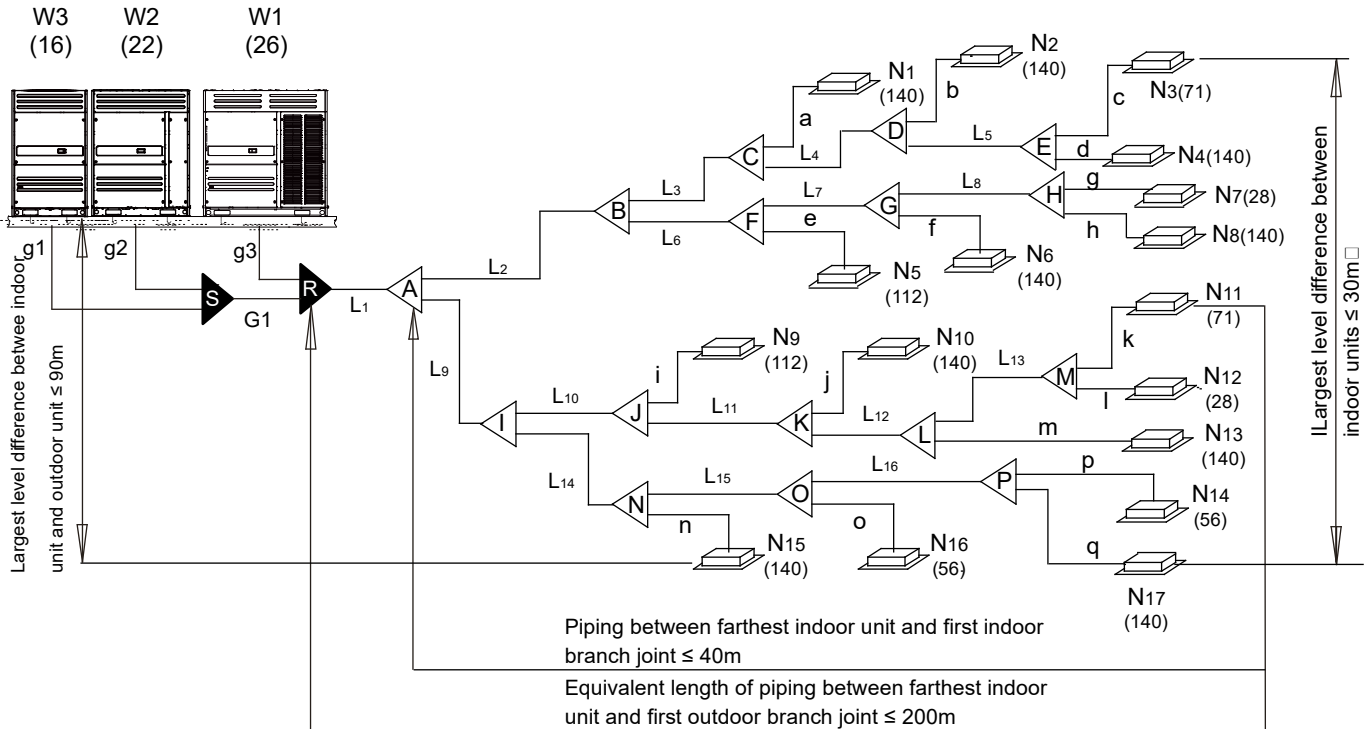 W3
(16)
W2
(22)
W1
(26)
N1
(140)
N2
(140)
N3(71)
N4(140)
N7(28)
N8(140)
N5
(112)
N6
(140)
N9
(112)
N10
(140)
N11
(71)
N12
(28)
N13
(140)
N14
(56)
N15
(140)
N16
(56)
N17
(140)
a
b
c
d
g
h
e
f
i
j
k
l
m
p
n
o
q
A
B
C
D
E
F
G
H
I
J
K
L
M
N
O
P
S
R
g1
g2
g3
G1
L1
L2
L3
L4
L5
L6
L7
L8
L9
L10
L11
L12
L13
L14
L15
L16
Largest level difference betwee indoor
unit and outdoor unit ≤ 90m
ILargest level difference between
indoor units ≤ 30m□
Piping between farthest indoor unit and first indoor
branch joint ≤ 40m
Equivalent length of piping between farthest indoor
unit and first outdoor branch joint ≤ 200m